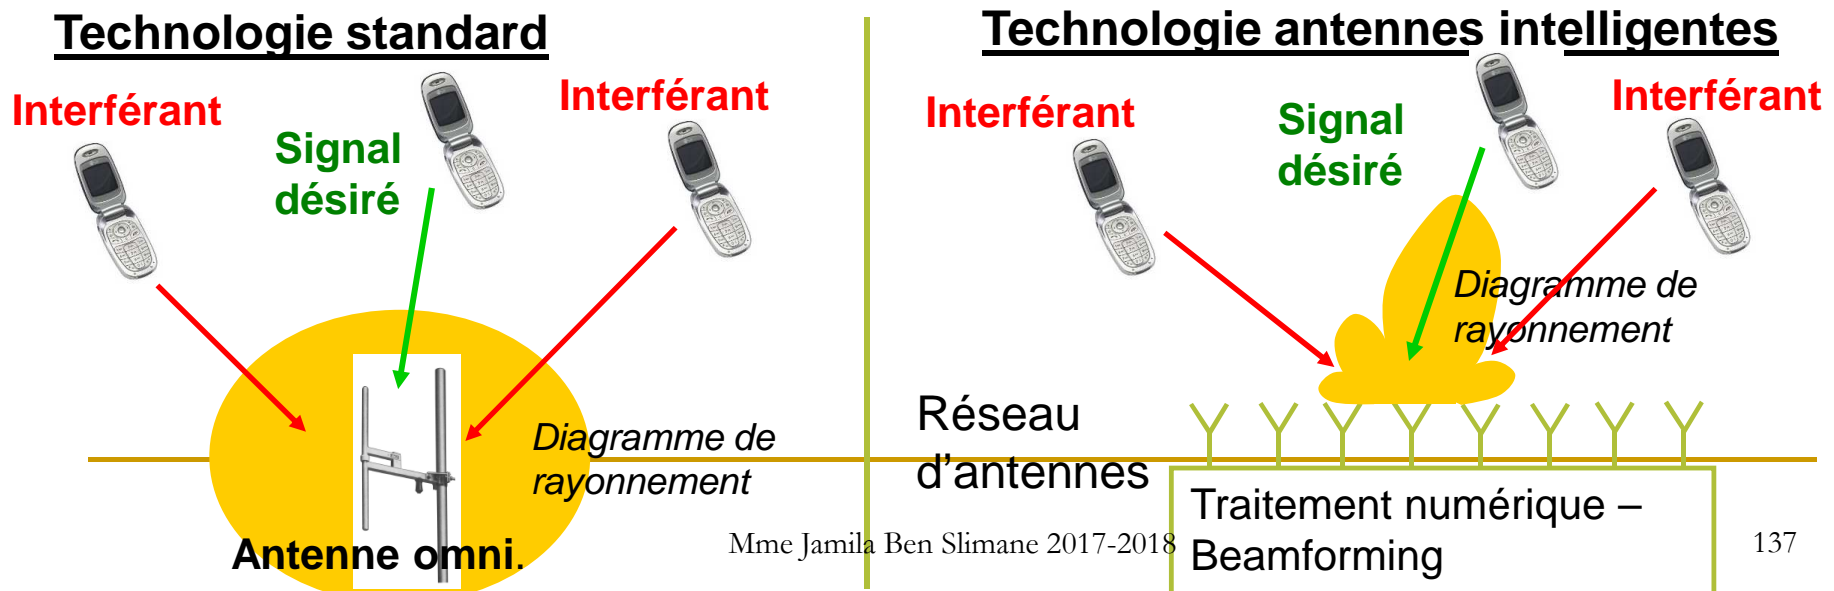 Technologie standard
Interférant
Signal
désiré
Interférant
Diagramme de
rayonnement
Antenne omni.
Technologie antennes intelligentes
Interférant
Signal
désiré
Interférant
Diagramme de
rayonnement
Réseau
d'antennes
Traitement numérique –
Beamforming
Mme Jamila Ben Slimane 2017-2018
137